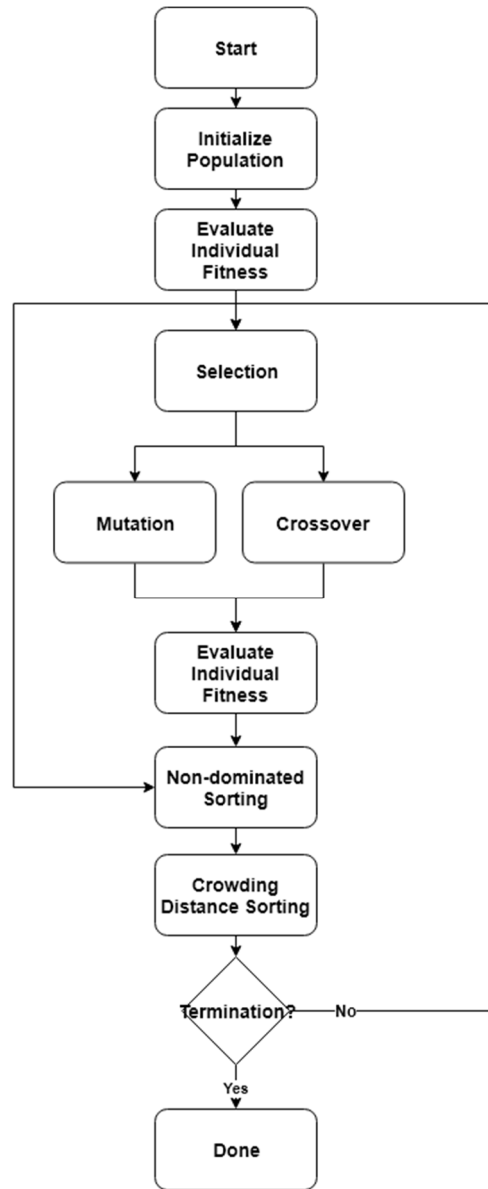 Start
Initialize
Population
Evaluate
Individual
Fitness
Selection
Mutation
Crossover
Evaluate
Individual
Fitness
Non-dominated
Sorting
Crowding
Distance Sorting
Termination?
No
Yes
Done